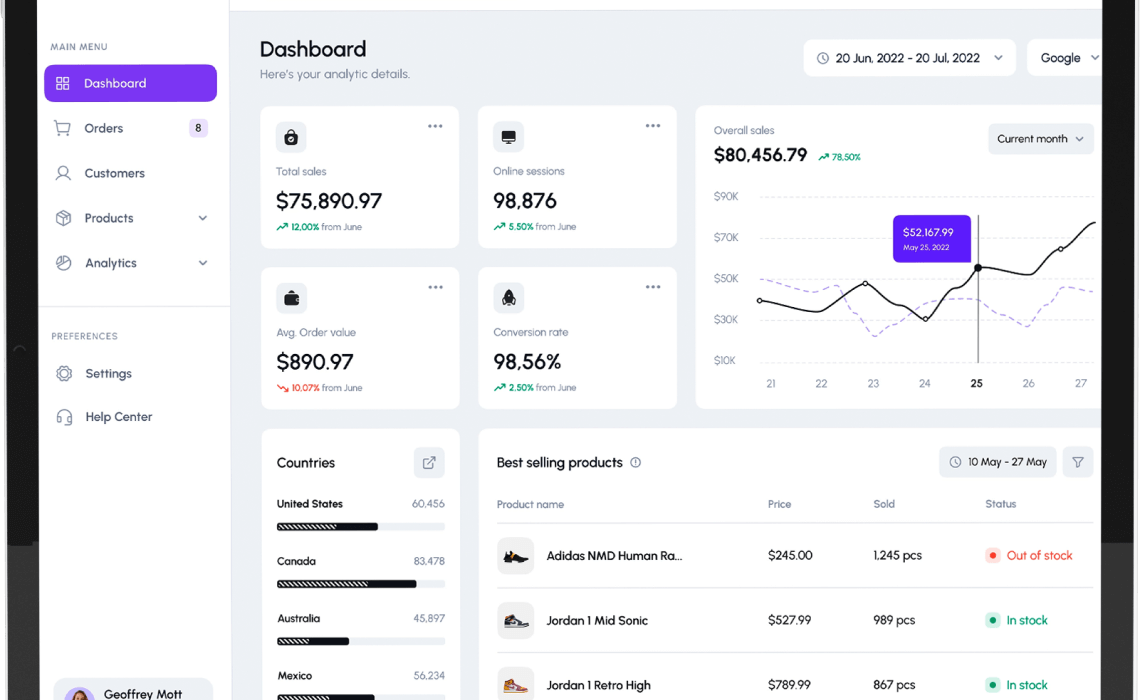 MAIN MENU
Dashboard
Orders 8
Customers
Products
Analytics
PREFERENCES
Settings
Help Center
Geoffrey Mott
Dashboard
Here's your analytic details.
20 Jun, 2022 - 20 Jul, 2022
Google
Total sales
$75,890.97
12,00% from June
Online sessions
98,876
5,50% from June
Avg. Order value
$890.97
10,07% from June
Conversion rate
98,56%
2,50% from June
Overall sales
$80,456.79 78,50%
Current month
$90K
$70K
$50K
$30K
$10K
$52,167.99
May 25, 2022
21 22 23 24 25 26 27
Countries
United States 60,456
Canada 83,478
Australia 45,897
Mexico 56,234
Best selling products
10 May - 27 May
Product name Price Sold Status
Adidas NMD Human Ra... $245.00 1,245 pcs Out of stock
Jordan 1 Mid Sonic $527.99 989 pcs In stock
Jordan 1 Retro High $789.99 867 pcs In stock